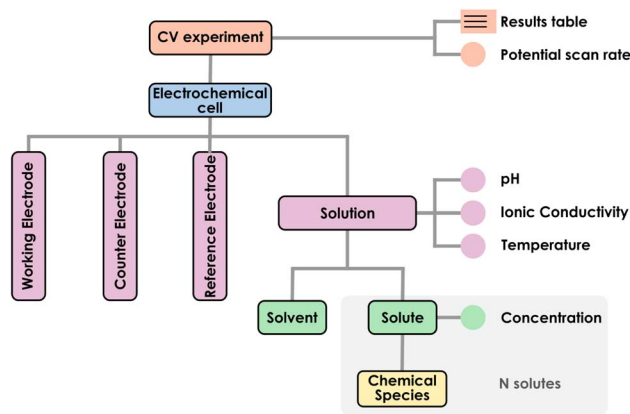 CV experiment
Results table
Potential scan rate
Electrochemical
cell
Working Electrode
Counter Electrode
Reference Electrode
Solution
pH
Ionic Conductivity
Temperature
Solvent
Solute
Concentration
Chemical
Species
N solutes